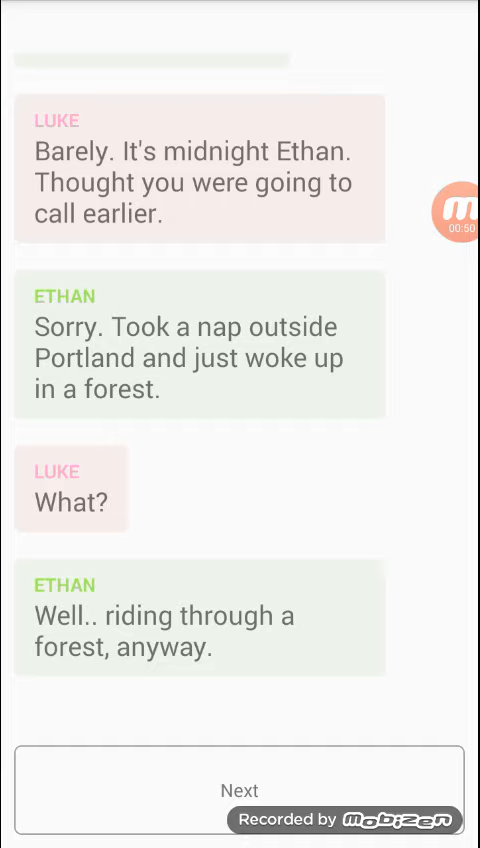 LUKE
Barely. It's midnight Ethan.
Thought you were going to
call earlier.
m
00:50
ETHAN
Sorry. Took a nap outside
Portland and just woke up
in a forest.
LUKE
What?
ETHAN
Well.. riding through a
forest, anyway.
Next
Recorded by mobizen